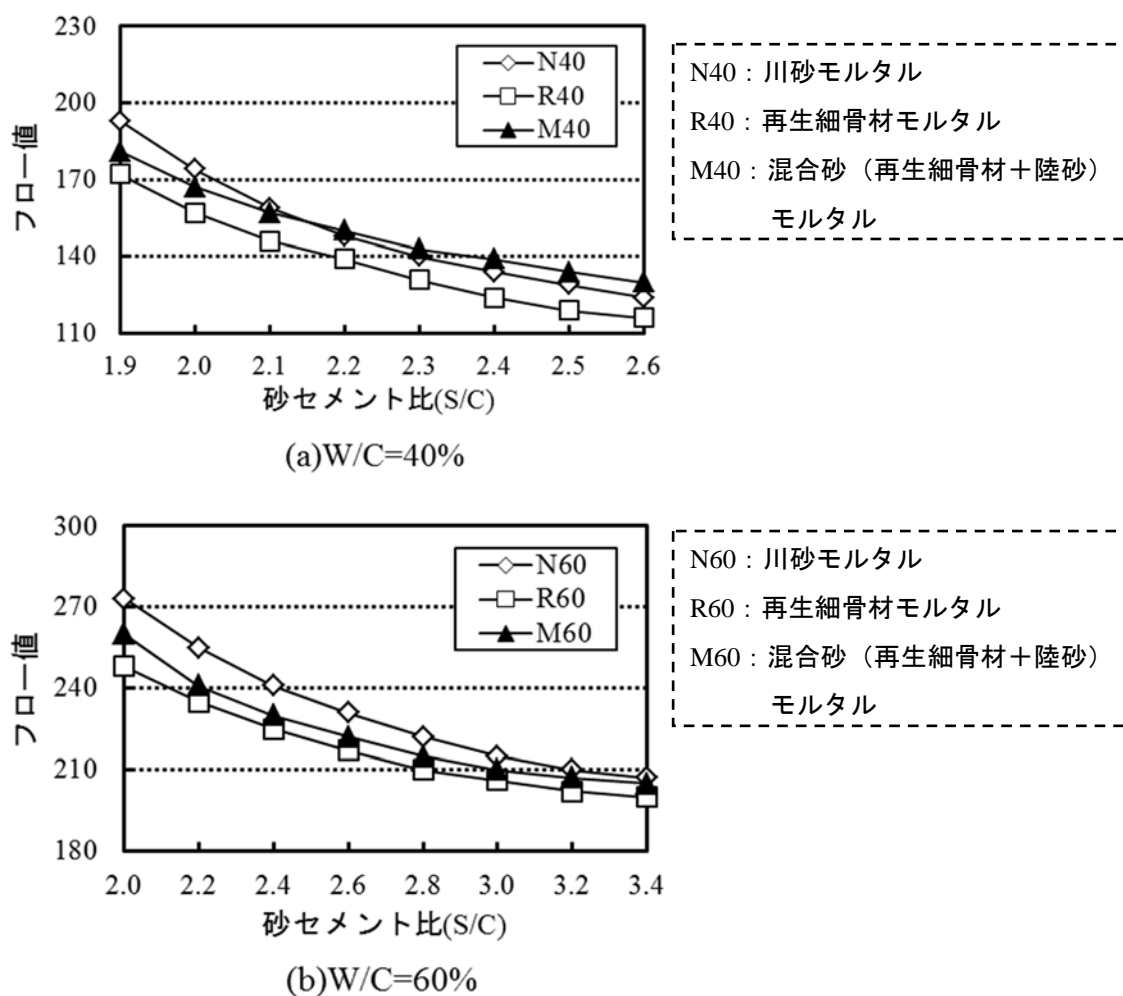 230
200
170
140
110
フロー値
N40
R40
M40
1.9 2.0 2.1 2.2 2.3 2.4 2.5 2.6
砂セメント比(S/C)
(a)W/C=40%
N40：川砂モルタル
R40：再生細骨材モルタル
M40：混合砂（再生細骨材＋陸砂）
モルタル
300
270
240
210
180
フロー値
N60
R60
M60
2.0 2.2 2.4 2.6 2.8 3.0 3.2 3.4
砂セメント比(S/C)
(b)W/C=60%
N60：川砂モルタル
R60：再生細骨材モルタル
M60：混合砂（再生細骨材＋陸砂）
モルタル